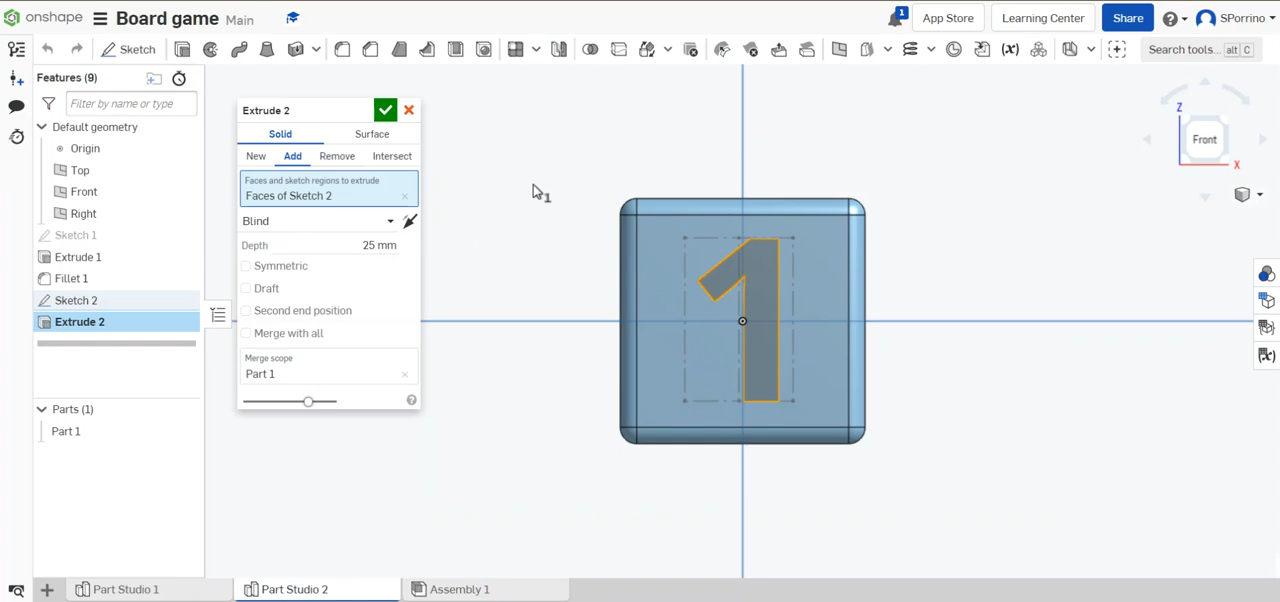 onshape Board game Main 1 App Store Learning Center Share ? SPorrino
Sketch Search tools... alt C
Features (9)
Filter by name or type
Default geometry
Origin
Top
Front
Right
Sketch 1
Extrude 1
Fillet 1
Sketch 2
Extrude 2
Parts (1)
Part 1
Extrude 2
Solid Surface
New Add Remove Intersect
Faces and sketch regions to extrude
Faces of Sketch 2
Blind
Depth 25 mm
Symmetric
Draft
Second end position
Merge with all
Merge scope
Part 1
?
1
1
Z
Front
X
(x)
Part Studio 1 Part Studio 2 Assembly 1